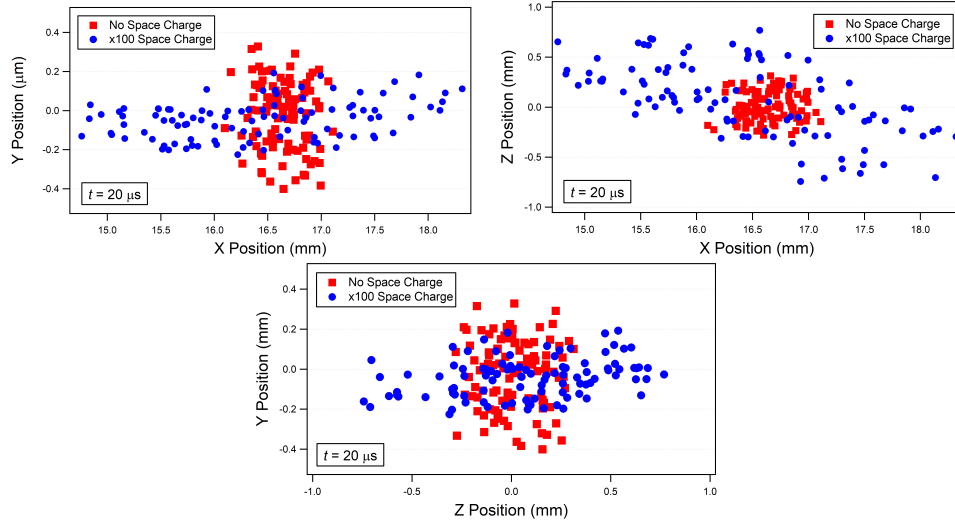 No Space Charge
x100 Space Charge
0.4
0.2
0.0
-0.2
-0.4
Y Position (µm)
t = 20 µs
15.0 15.5 16.0 16.5 17.0 17.5 18.0
X Position (mm)
No Space Charge
x100 Space Charge
1.0
0.5
0.0
-0.5
-1.0
Z Position (mm)
t = 20 µs
15.0 15.5 16.0 16.5 17.0 17.5 18.0
X Position (mm)
No Space Charge
x100 Space Charge
0.4
0.2
0.0
-0.2
-0.4
Y Position (mm)
t = 20 µs
-1.0 -0.5 0.0 0.5 1.0
Z Position (mm)